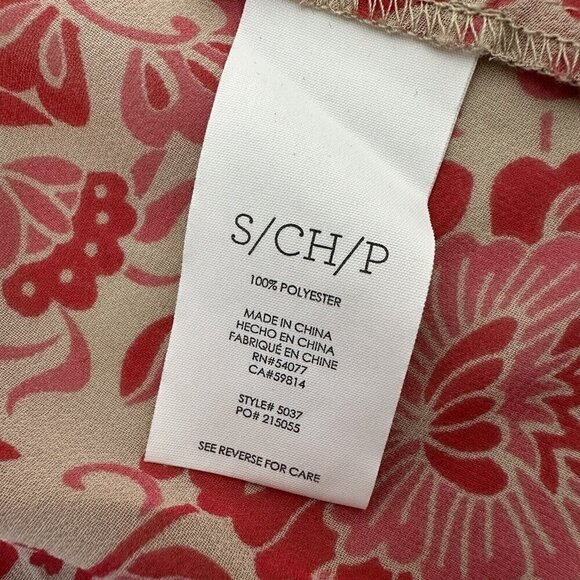 S/CH/P
100% POLYESTER
MADE IN CHINA
HECHO EN CHINA
FABRIQUÉ EN CHINE
RN#54077
CA#59814
STYLE# 5037
PO# 215055
SEE REVERSE FOR CARE